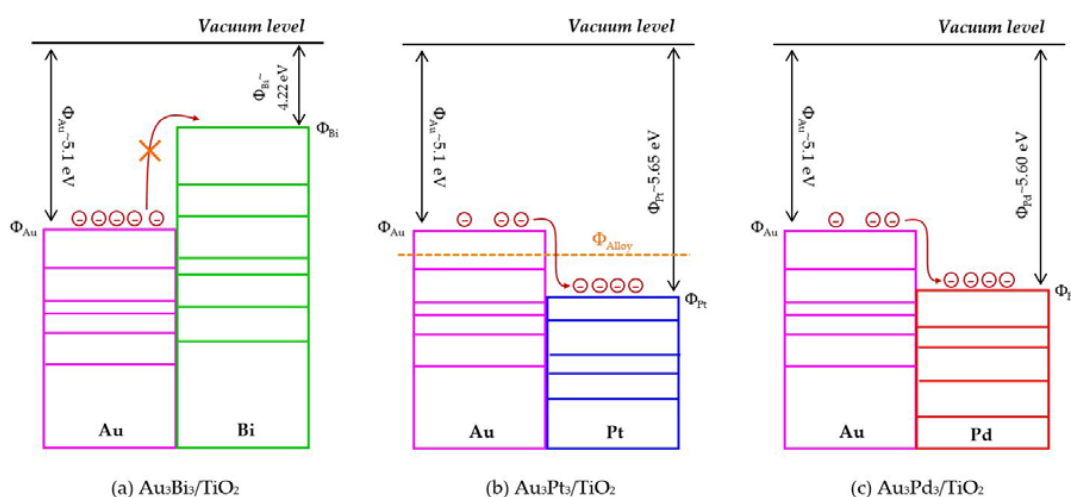 Vacuum level
Φ_Au~5.1 eV
Φ_Bi~
4.22 eV
Φ_Bi
Φ_Au
Au
Bi
(a) Au₃Bi₃/TiO₂
Vacuum level
Φ_Au~5.1 eV
Φ_Pt~5.65 eV
Φ_Au
Φ_Alloy
Φ_Pt
Au
Pt
(b) Au₃Pt₃/TiO₂
Vacuum level
Φ_Au~5.1 eV
Φ_Pd~5.60 eV
Φ_Au
Φ
Au
Pd
(c) Au₃Pd₃/TiO₂